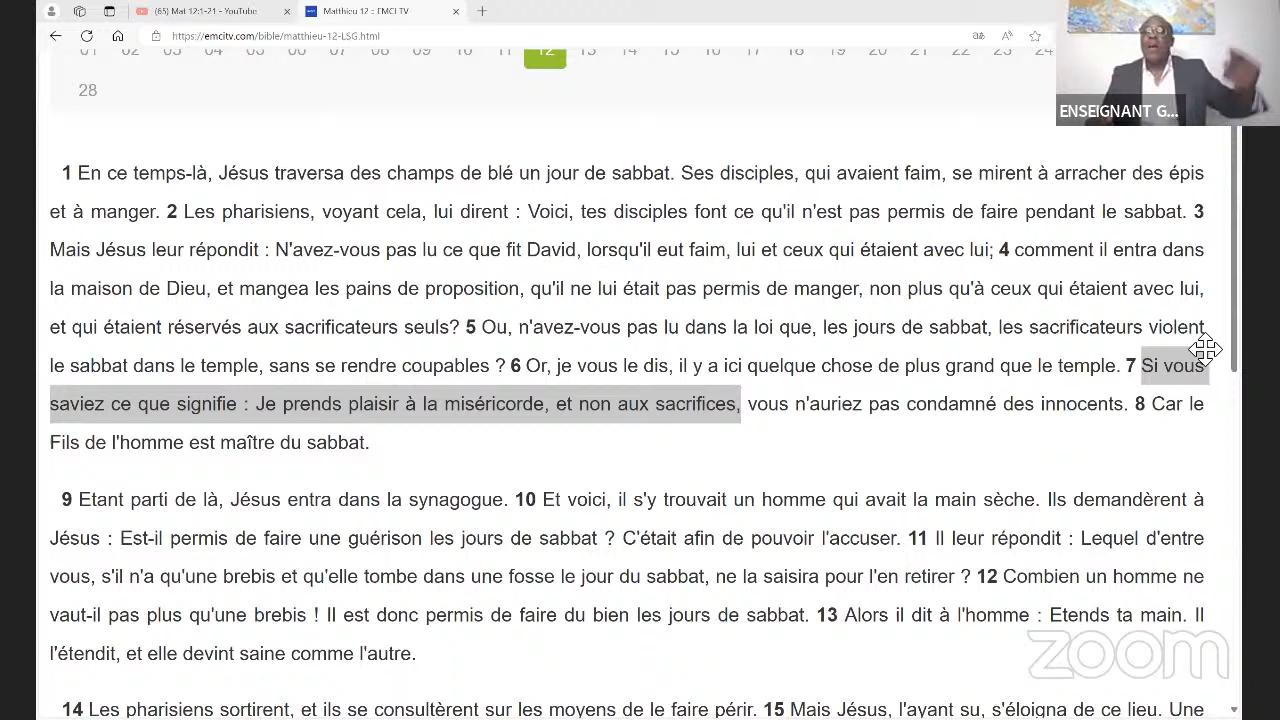 (65) Mat 12:1-21 - YouTube
Matthieu 12 :: EMCI TV
https://emcitv.com/bible/matthieu-12-LSG.html
01 02 03 04 05 06 07 08 09 10 11 12 13 14 15 16 17 18 19 20 21 22 23 24
28
ENSEIGNANT G...
1 En ce temps-là, Jésus traversa des champs de blé un jour de sabbat. Ses disciples, qui avaient faim, se mirent à arracher des épis
et à manger. 2 Les pharisiens, voyant cela, lui dirent : Voici, tes disciples font ce qu'il n'est pas permis de faire pendant le sabbat. 3
Mais Jésus leur répondit : N'avez-vous pas lu ce que fit David, lorsqu'il eut faim, lui et ceux qui étaient avec lui; 4 comment il entra dans
la maison de Dieu, et mangea les pains de proposition, qu'il ne lui était pas permis de manger, non plus qu'à ceux qui étaient avec lui,
et qui étaient réservés aux sacrificateurs seuls? 5 Ou, n'avez-vous pas lu dans la loi que, les jours de sabbat, les sacrificateurs violent
le sabbat dans le temple, sans se rendre coupables ? 6 Or, je vous le dis, il y a ici quelque chose de plus grand que le temple. 7 Si vous
saviez ce que signifie : Je prends plaisir à la miséricorde, et non aux sacrifices, vous n'auriez pas condamné des innocents. 8 Car le
Fils de l'homme est maître du sabbat.
9 Etant parti de là, Jésus entra dans la synagogue. 10 Et voici, il s'y trouvait un homme qui avait la main sèche. Ils demandèrent à
Jésus : Est-il permis de faire une guérison les jours de sabbat ? C'était afin de pouvoir l'accuser. 11 Il leur répondit : Lequel d'entre
vous, s'il n'a qu'une brebis et qu'elle tombe dans une fosse le jour du sabbat, ne la saisira pour l'en retirer ? 12 Combien un homme ne
vaut-il pas plus qu'une brebis ! Il est donc permis de faire du bien les jours de sabbat. 13 Alors il dit à l'homme : Etends ta main. Il
l'étendit, et elle devint saine comme l'autre.
zoom
14 Les pharisiens sortirent, et ils se consultèrent sur les moyens de le faire périr. 15 Mais Jésus, l'ayant su, s'éloigna de ce lieu. Une